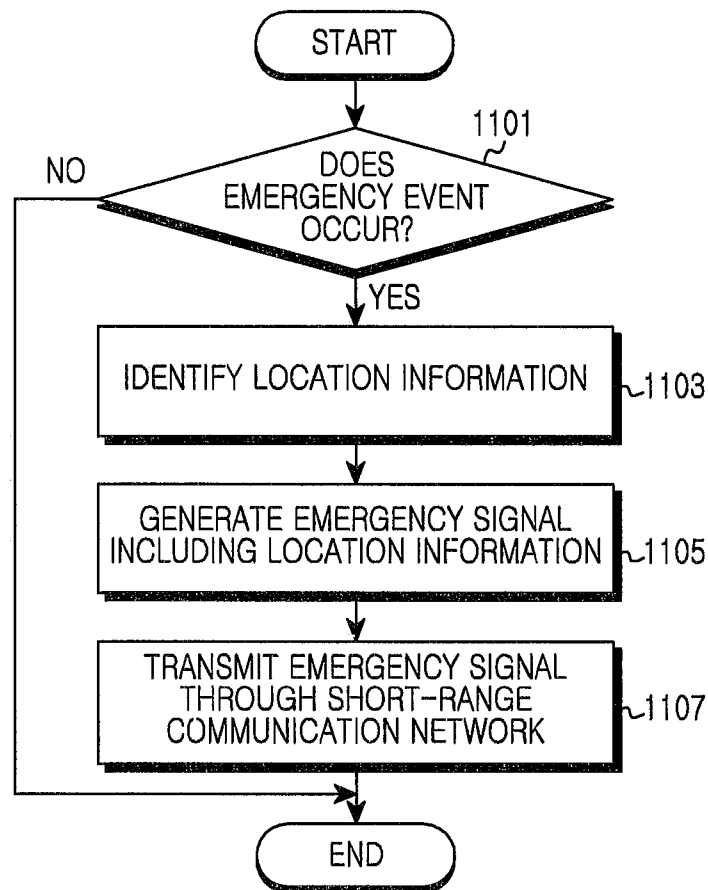 START
1101
NO
DOES
EMERGENCY EVENT
OCCUR?
YES
IDENTIFY LOCATION INFORMATION
1103
GENERATE EMERGENCY SIGNAL
INCLUDING LOCATION INFORMATION
1105
TRANSMIT EMERGENCY SIGNAL
THROUGH SHORT-RANGE
COMMUNICATION NETWORK
1107
END